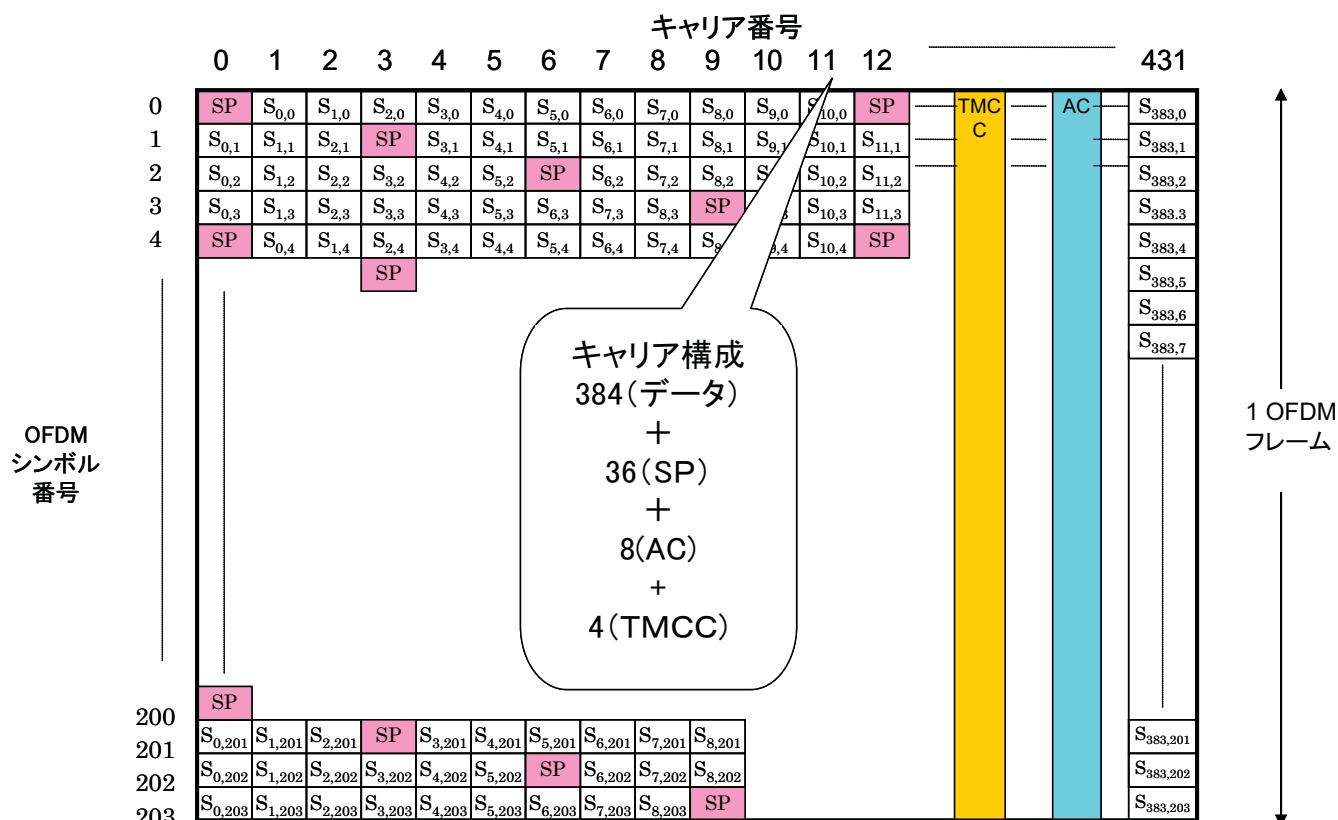 キャリア番号
0 1 2 3 4 5 6 7 8 9 10 11 12 431
0 SP S0,0 S1,0 S2,0 S3,0 S4,0 S5,0 S6,0 S7,0 S8,0 S9,0 S10,0 SP TMC AC S383,0
C
1 S0,1 S1,1 S2,1 SP S3,1 S4,1 S5,1 S6,1 S7,1 S8,1 S9,1 S10,1 S11,1 S383,1
2 S0,2 S1,2 S2,2 S3,2 S4,2 S5,2 SP S6,2 S7,2 S8,2 S10,2 S11,2 S383,2
3 S0,3 S1,3 S2,3 S3,3 S4,3 S5,3 S6,3 S7,3 S8,3 SP S10,3 S11,3 S383.3
4 SP S0,4 S1,4 S2,4 S3,4 S4,4 S5,4 S6,4 S7,4 S10,4 SP S383,4
SP S383,5
S383,6
S383,7
キャリア構成
384(データ)
+
36(SP)
+
8(AC)
+
4(TMCC)
OFDM
シンボル
番号
1 OFDM
フレーム
200 SP
201 S0,201 S1,201 S2,201 SP S3,201 S4,201 S5,201 S6,201 S7,201 S8,201 S383,201
202 S0,202 S1,202 S2,202 S3,202 S4,202 S5,202 SP S6,202 S7,202 S8,202 S383,202
203 S0,203 S1,203 S2,203 S3,203 S4,203 S5,203 S6,203 S7,203 S8,203 SP S383,203